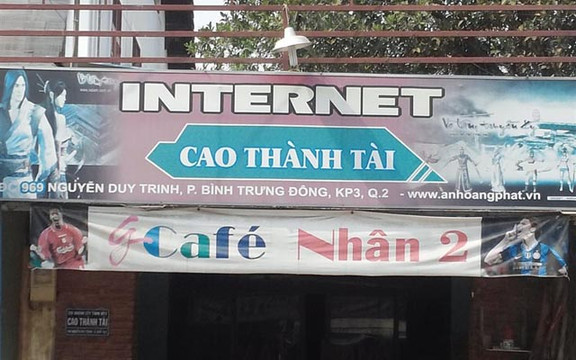 INTERNET
CAO THÀNH TÀI
ĐC 969 NGUYỄN DUY TRINH, P. BÌNH TRƯNG ĐÔNG, KP3, Q.2 - www.anhoangphat.vn
g-Café Nhân 2
CAO THÀNH TÀI